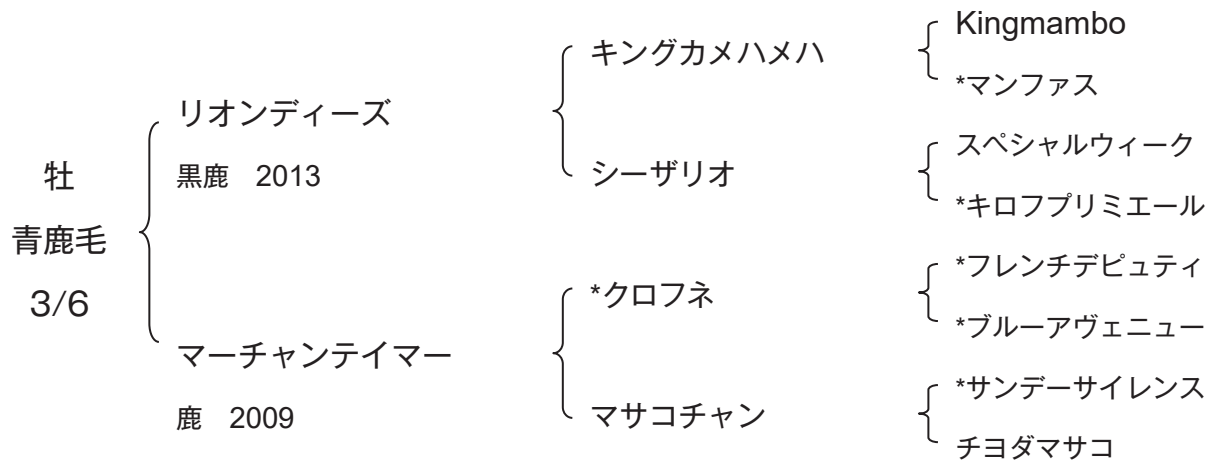 牡
青鹿毛
3/6
リオンディーズ
黒鹿　2013
マーチャンテイマー
鹿　2009
キングカメハメハ
シーザリオ
*クロフネ
マサコチャン
Kingmambo
*マンファス
スペシャルウィーク
*キロフプリミエール
*フレンチデピュティ
*ブルーアヴェニュー
*サンデーサイレンス
チヨダマサコ